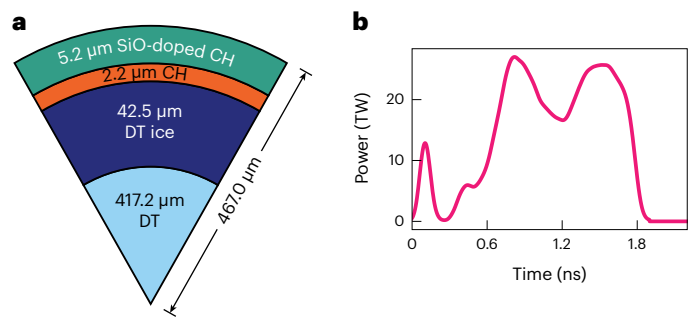 a
5.2 µm SiO-doped CH
2.2 µm CH
42.5 µm
DT ice
417.2 µm
DT
467.0 µm
b
Power (TW)
20
10
0
0
0.6
1.2
1.8
Time (ns)